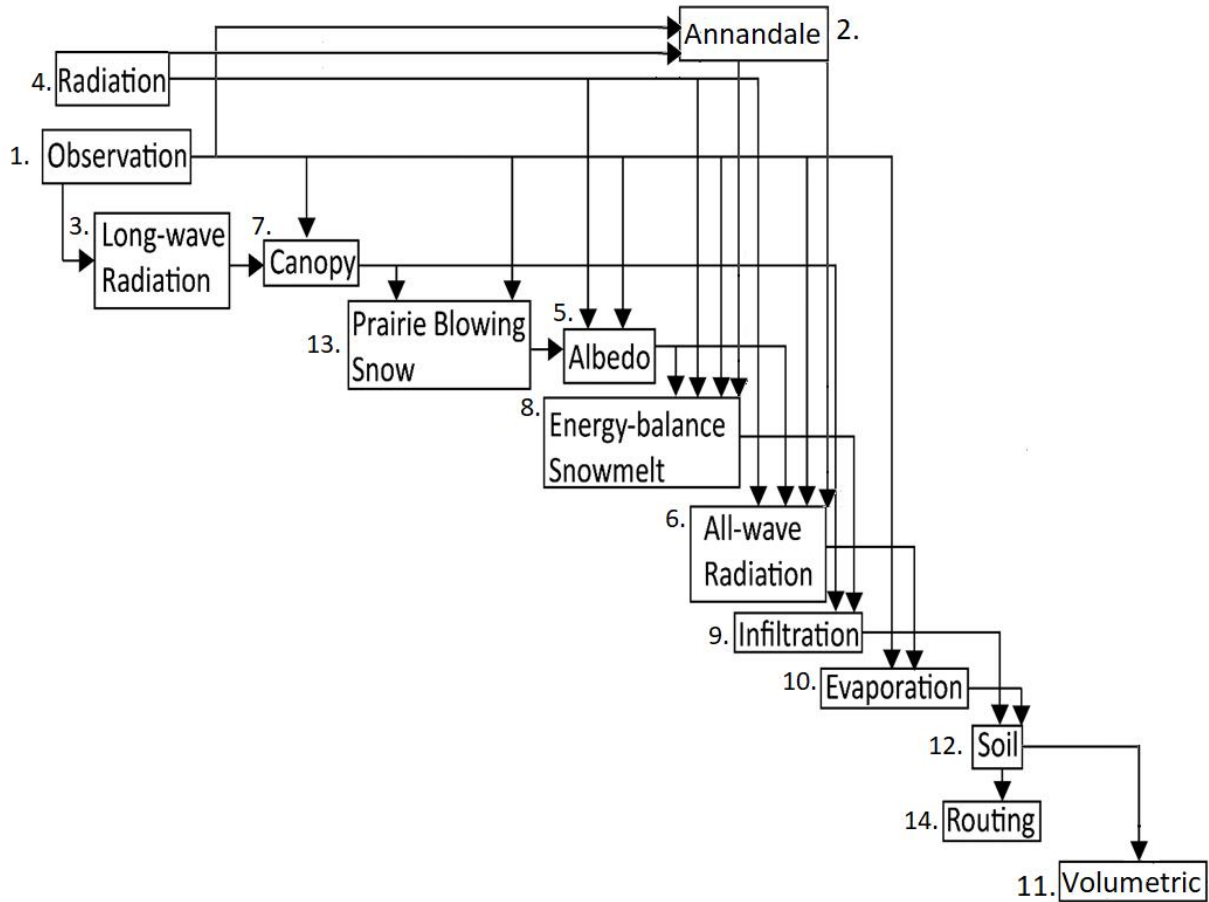 Annandale 2.
4. Radiation
1. Observation
3. Long-wave
Radiation
7. Canopy
13. Prairie Blowing
Snow
5. Albedo
8. Energy-balance
Snowmelt
6. All-wave
Radiation
9. Infiltration
10. Evaporation
12. Soil
14. Routing
11. Volumetric